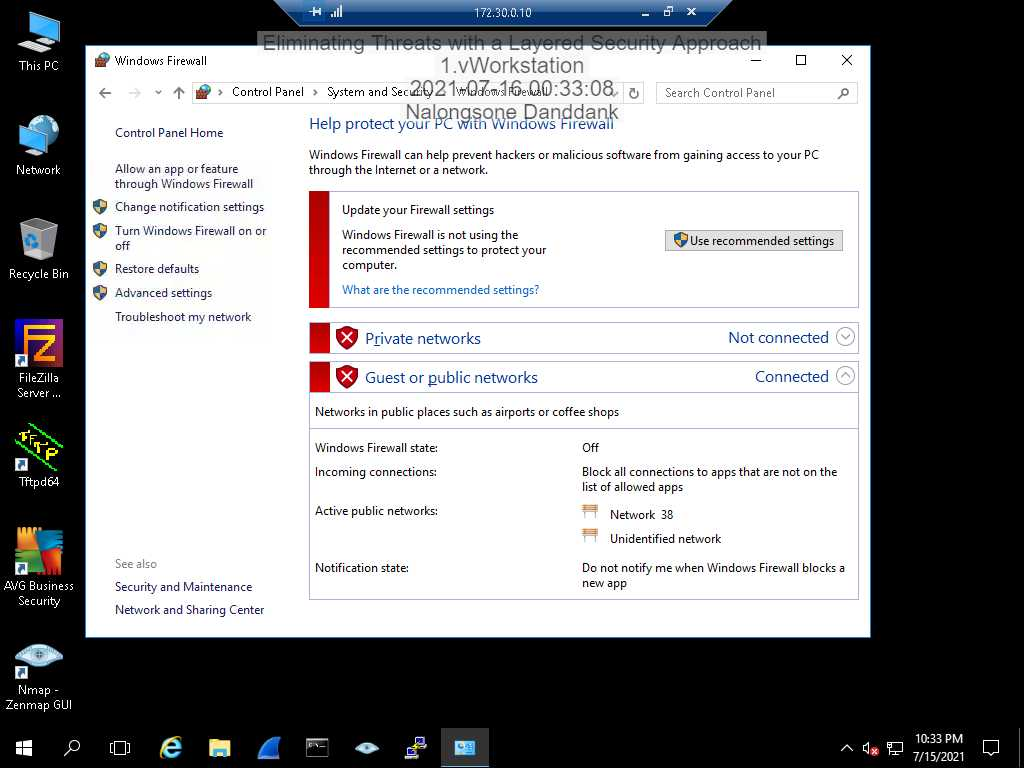 172.30.0.10
Eliminating Threats with a Layered Security Approach
1.vWorkstation
2021-07-16 00:33:08
Nalongsone Danddank
This PC
Network
Recycle Bin
FileZilla
Server ...
Tftpd64
AVG Business
Security
Nmap -
Zenmap GUI
Windows Firewall
Control Panel
System and Security
Windows Firewall
Search Control Panel
Control Panel Home
Allow an app or feature
through Windows Firewall
Change notification settings
Turn Windows Firewall on or
off
Restore defaults
Advanced settings
Troubleshoot my network
See also
Security and Maintenance
Network and Sharing Center
Help protect your PC with Windows Firewall
Windows Firewall can help prevent hackers or malicious software from gaining access to your PC
through the Internet or a network.
Update your Firewall settings
Windows Firewall is not using the
recommended settings to protect your
computer.
What are the recommended settings?
Use recommended settings
Private networks Not connected
Guest or public networks Connected
Networks in public places such as airports or coffee shops
Windows Firewall state: Off
Incoming connections: Block all connections to apps that are not on the
list of allowed apps
Active public networks: Network 38
Unidentified network
Notification state: Do not notify me when Windows Firewall blocks a
new app
10:33 PM
7/15/2021